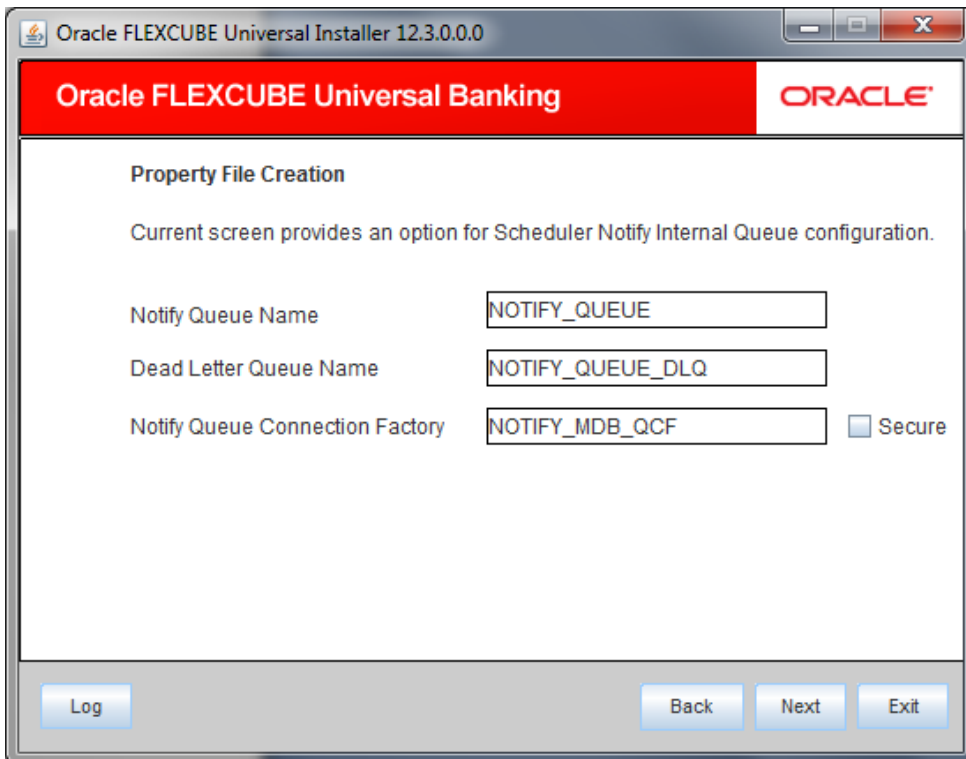 Oracle FLEXCUBE Universal Installer 12.3.0.0.0
Oracle FLEXCUBE Universal Banking
ORACLE
Property File Creation
Current screen provides an option for Scheduler Notify Internal Queue configuration.
Notify Queue Name NOTIFY_QUEUE
Dead Letter Queue Name NOTIFY_QUEUE_DLQ
Notify Queue Connection Factory NOTIFY_MDB_QCF Secure
Log Back Next Exit